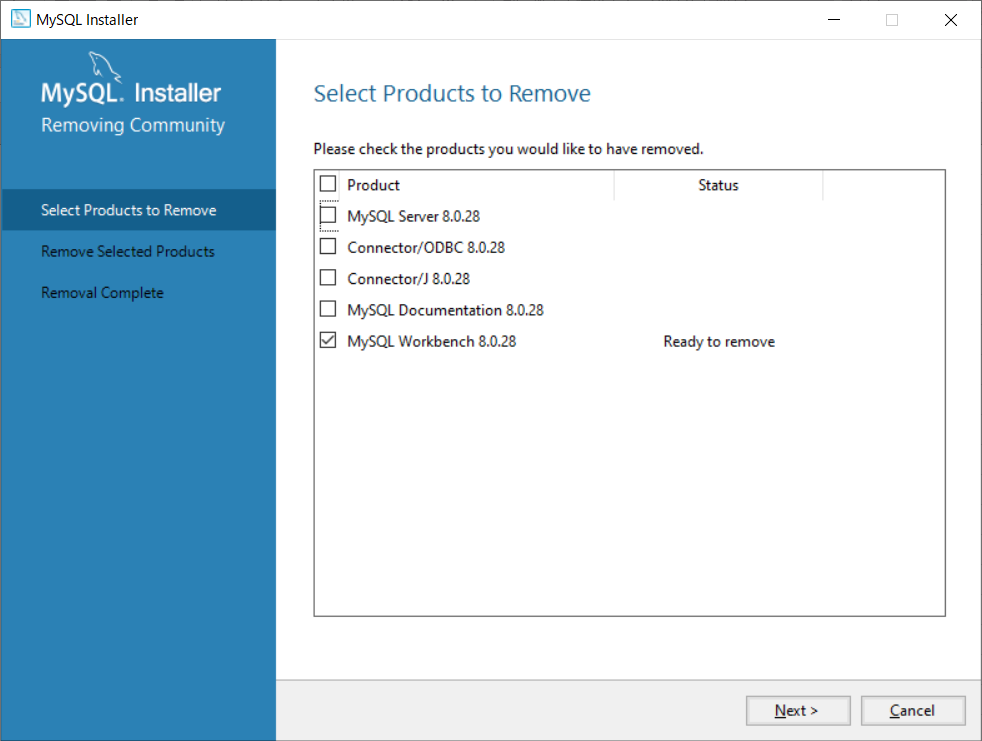 MySQL Installer
MySQL. Installer
Removing Community
Select Products to Remove
Remove Selected Products
Removal Complete
Select Products to Remove
Please check the products you would like to have removed.
Product Status
MySQL Server 8.0.28
Connector/ODBC 8.0.28
Connector/J 8.0.28
MySQL Documentation 8.0.28
MySQL Workbench 8.0.28 Ready to remove
Next > Cancel